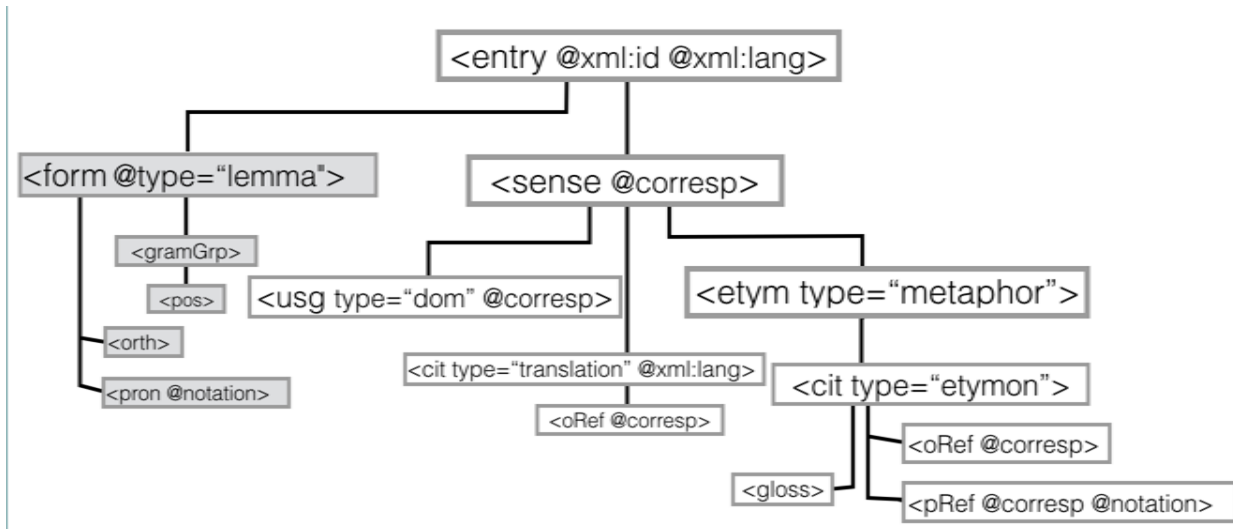 <entry @xml:id @xml:lang>
<form @type=“lemma">
<sense @corresp>
<gramGrp>
<pos>
<usg type=“dom” @corresp>
<etym type=“metaphor”>
<orth>
<pron @notation>
<cit type=“translation” @xml:lang>
<cit type=“etymon”>
<oRef @corresp>
<oRef @corresp>
<gloss>
<pRef @corresp @notation>